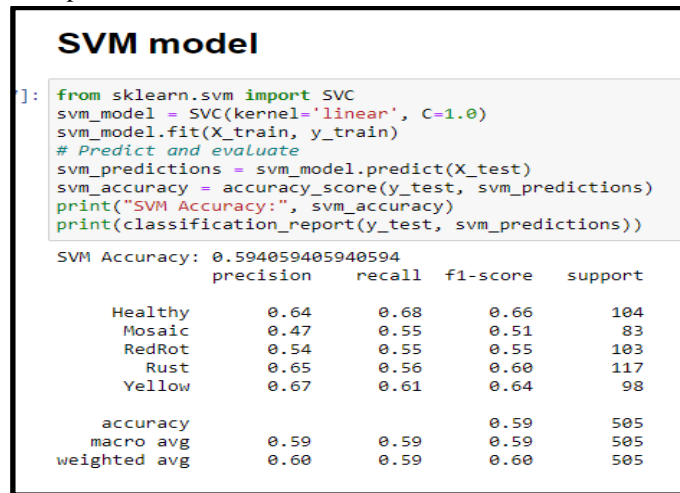 SVM model
]: from sklearn.svm import SVC
svm_model = SVC(kernel='linear', C=1.0)
svm_model.fit(X_train, y_train)
# Predict and evaluate
svm_predictions = svm_model.predict(X_test)
svm_accuracy = accuracy_score(y_test, svm_predictions)
print("SVM Accuracy:", svm_accuracy)
print(classification_report(y_test, svm_predictions))
SVM Accuracy: 0.594059405940594
precision recall f1-score support
Healthy 0.64 0.68 0.66 104
Mosaic 0.47 0.55 0.51 83
RedRot 0.54 0.55 0.55 103
Rust 0.65 0.56 0.60 117
Yellow 0.67 0.61 0.64 98
accuracy 0.59 505
macro avg 0.59 0.59 0.59 505
weighted avg 0.60 0.59 0.60 505